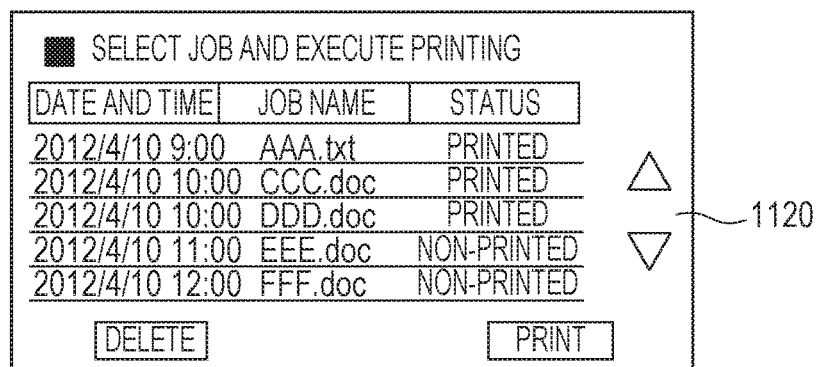 SELECT JOB AND EXECUTE PRINTING
DATE AND TIME JOB NAME STATUS
2012/4/10 9:00 AAA.txt PRINTED
2012/4/10 10:00 CCC.doc PRINTED
2012/4/10 10:00 DDD.doc PRINTED
1120
2012/4/10 11:00 EEE.doc NON-PRINTED
2012/4/10 12:00 FFF.doc NON-PRINTED
DELETE PRINT